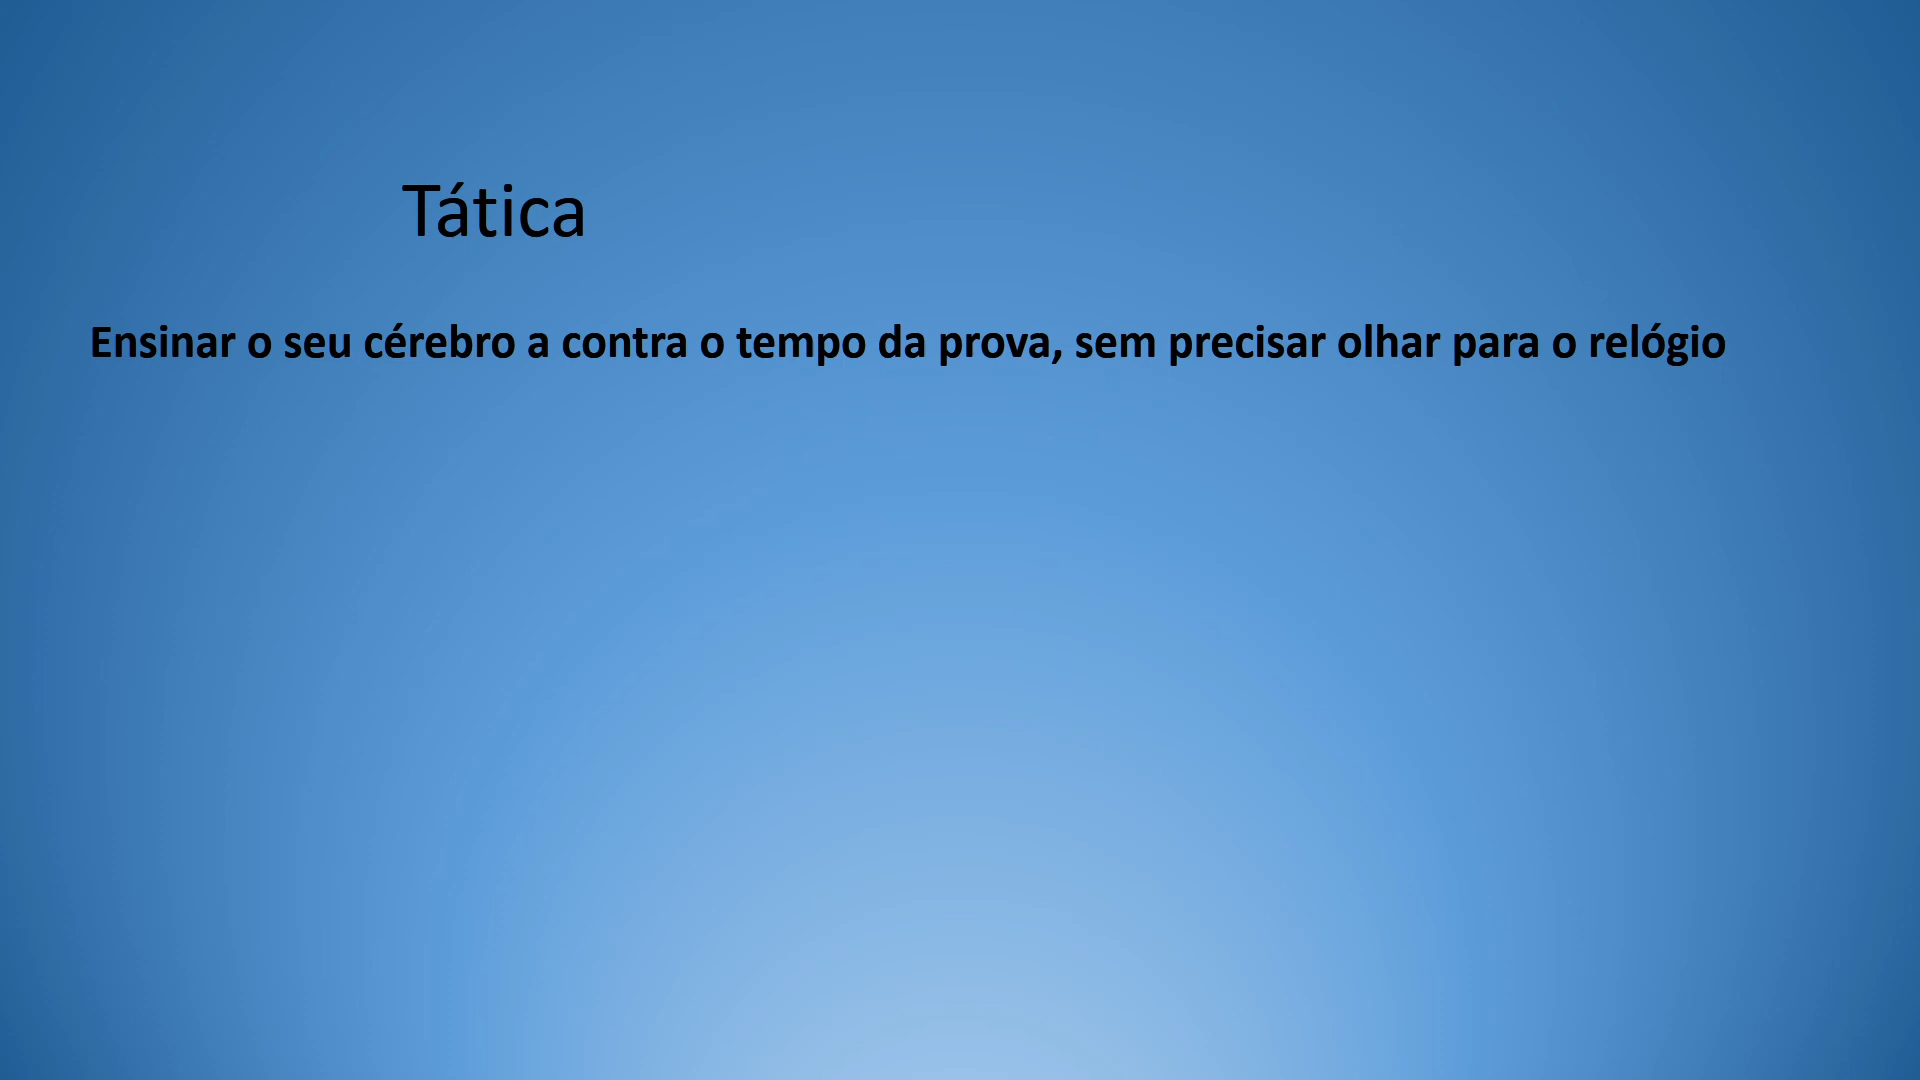 Tática
Ensinar o seu cérebro a contra o tempo da prova, sem precisar olhar para o relógio